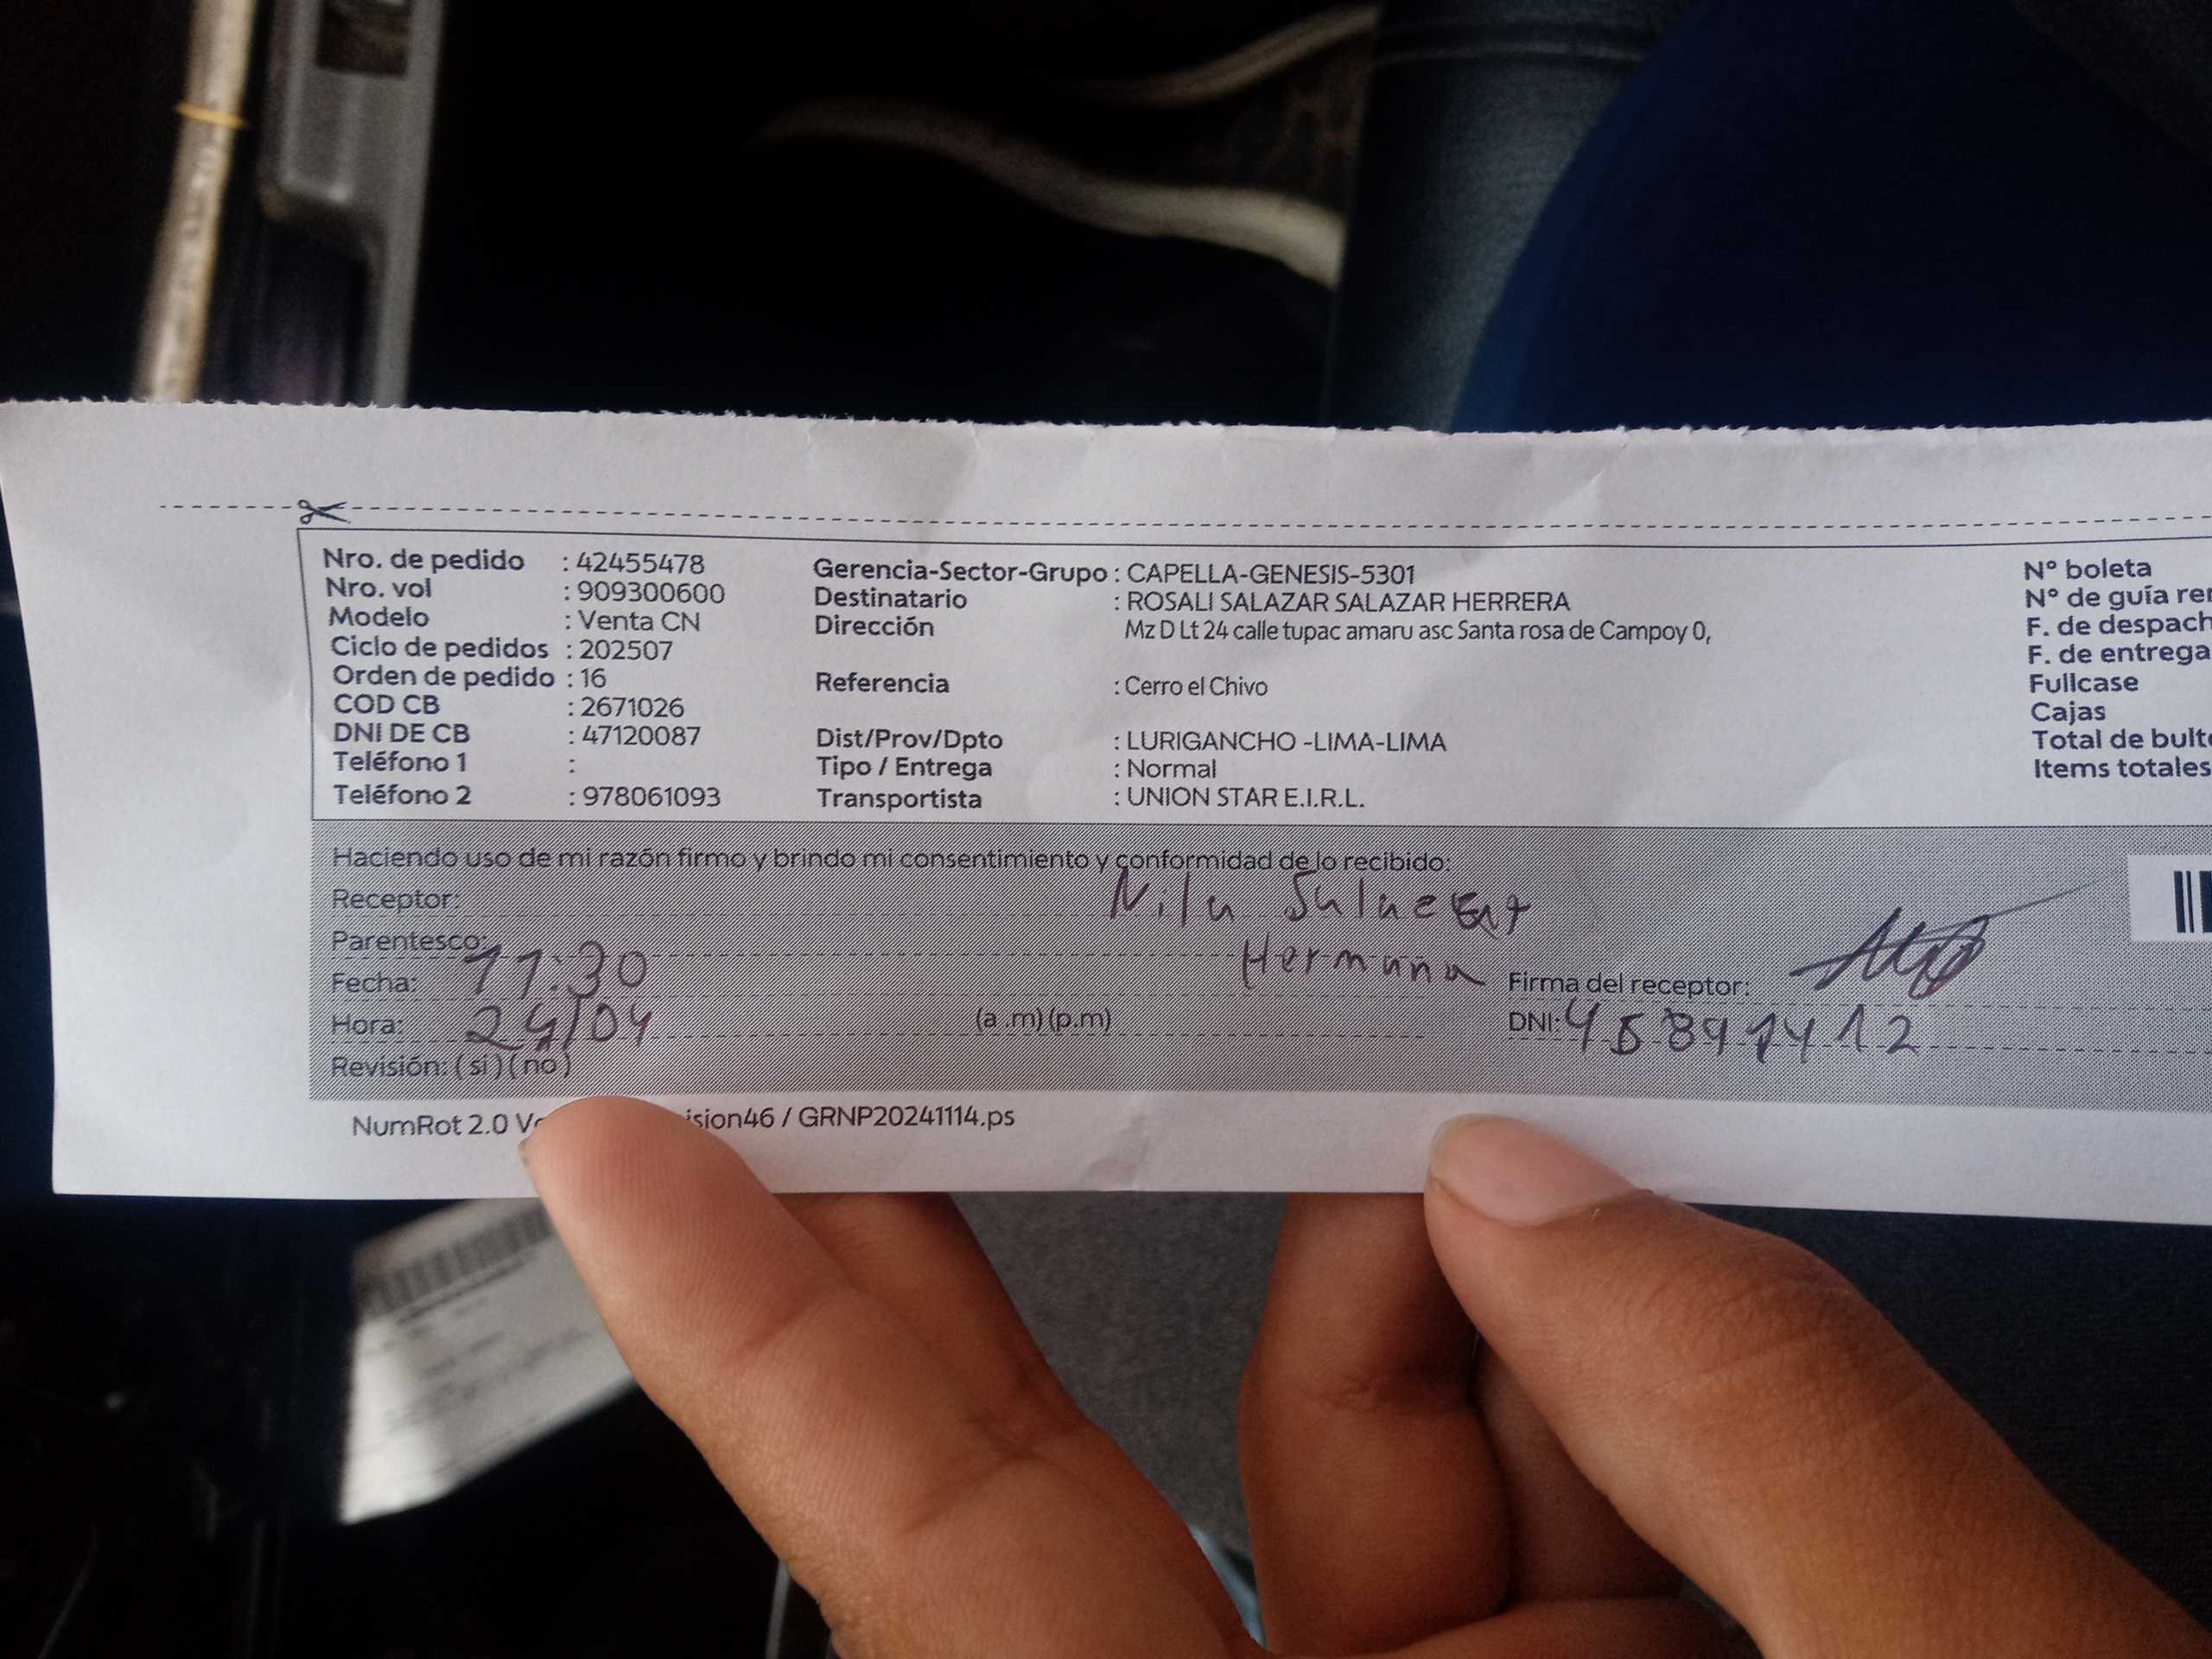 Nro. de pedido : 42455478
Nro. vol : 909300600
Modelo : Venta CN
Ciclo de pedidos : 202507
Orden de pedido : 16
COD CB : 2671026
DNI DE CB : 47120087
Teléfono 1 :
Teléfono 2 : 978061093
Gerencia-Sector-Grupo : CAPELLA-GENESIS-5301
Destinatario : ROSALI SALAZAR SALAZAR HERRERA
Dirección Mz D Lt 24 calle tupac amaru asc Santa rosa de Campoy 0,
Referencia : Cerro el Chivo
Dist/Prov/Dpto : LURIGANCHO -LIMA-LIMA
Tipo / Entrega : Normal
Transportista : UNION STAR E.I.R.L.
N° boleta
N° de guía rer
F. de despach
F. de entrega
Fullcase
Cajas
Total de bult
Items totales
Haciendo uso de mi razón firmo y brindo mi consentimiento y conformidad de lo recibido:
Receptor: Nila
Parentesco: Hermana
Fecha: 11:30
Hora: 24/04 (a .m) (p.m)
Revisión: (si) (no)
Firma del receptor:
DNI:
NumRot 2.0 V ision46 / GRNP20241114.ps